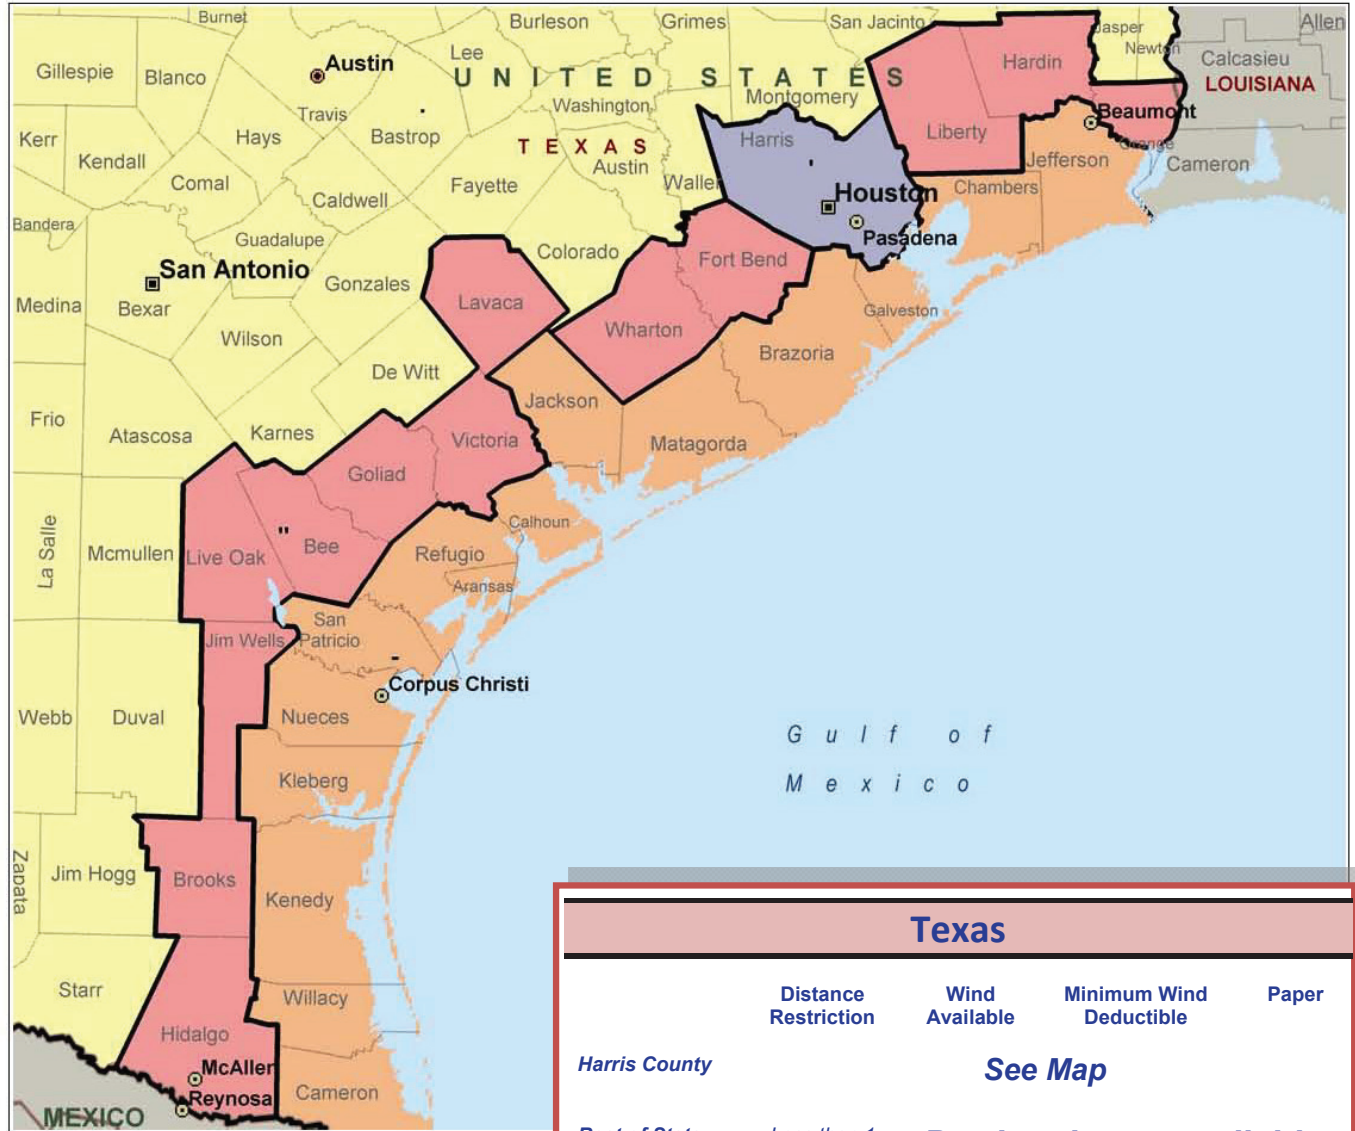 Burnet
Burleson
Grimes
San Jacinto
Allen
Jasper
Newton
Gillespie
Blanco
Austin
Lee
UNITED STATES
Hardin
Calcasieu
LOUISIANA
Travis
Washington
Montgomery
Beaumont
Kerr
Kendall
Hays
Bastrop
TEXAS
Austin
Harris
Liberty
Orange
Jefferson
Cameron
Comal
Caldwell
Fayette
Waller
Houston
Chambers
Bandera
Guadalupe
Colorado
Pasadena
San Antonio
Gonzales
Fort Bend
Medina
Bexar
Lavaca
Galveston
Wilson
Wharton
Brazoria
De Witt
Frio
Atascosa
Karnes
Jackson
Victoria
Matagorda
Goliad
La Salle
Mcmullen
Live Oak
Bee
Calhoun
Refugio
Aransas
San
Patricio
Jim Wells
Corpus Christi
Webb
Duval
Nueces
Gulf of
Mexico
Kleberg
Zapata
Jim Hogg
Brooks
Kenedy
Starr
Willacy
Hidalgo
McAllen
Reynosa
Cameron
MEXICO
Texas
Distance Restriction
Wind Available
Minimum Wind Deductible
Paper
Harris County
See Map